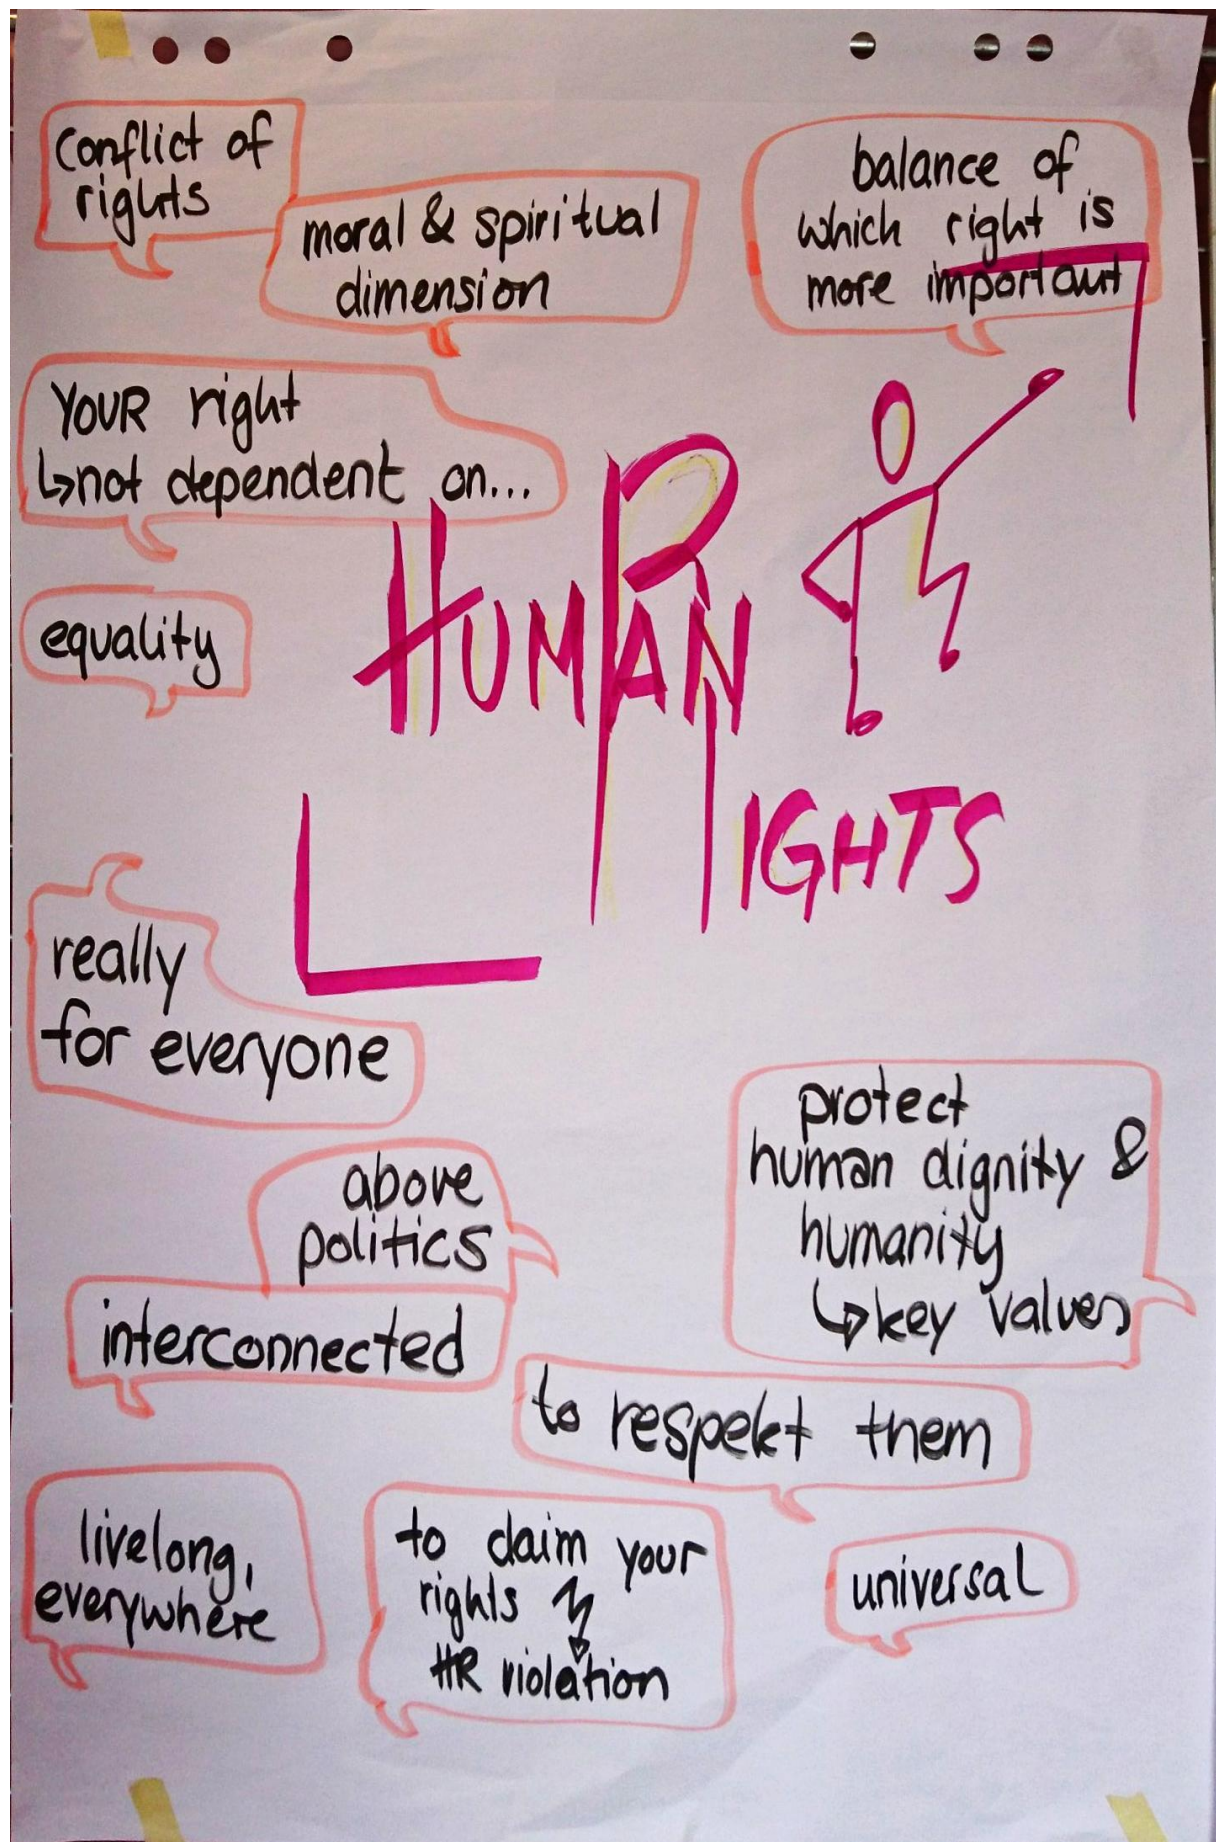 conflict of
rights
moral & spiritual
dimension
balance of
which right is
more important
YOUR right
↳not dependent on...
HUMAN
RIGHTS
equality
really
for everyone
above
politics
interconnected
protect
human dignity &
humanity
↳key values
to respekt them
livelong,
everywhere
to claim your
rights
HR violation
universal